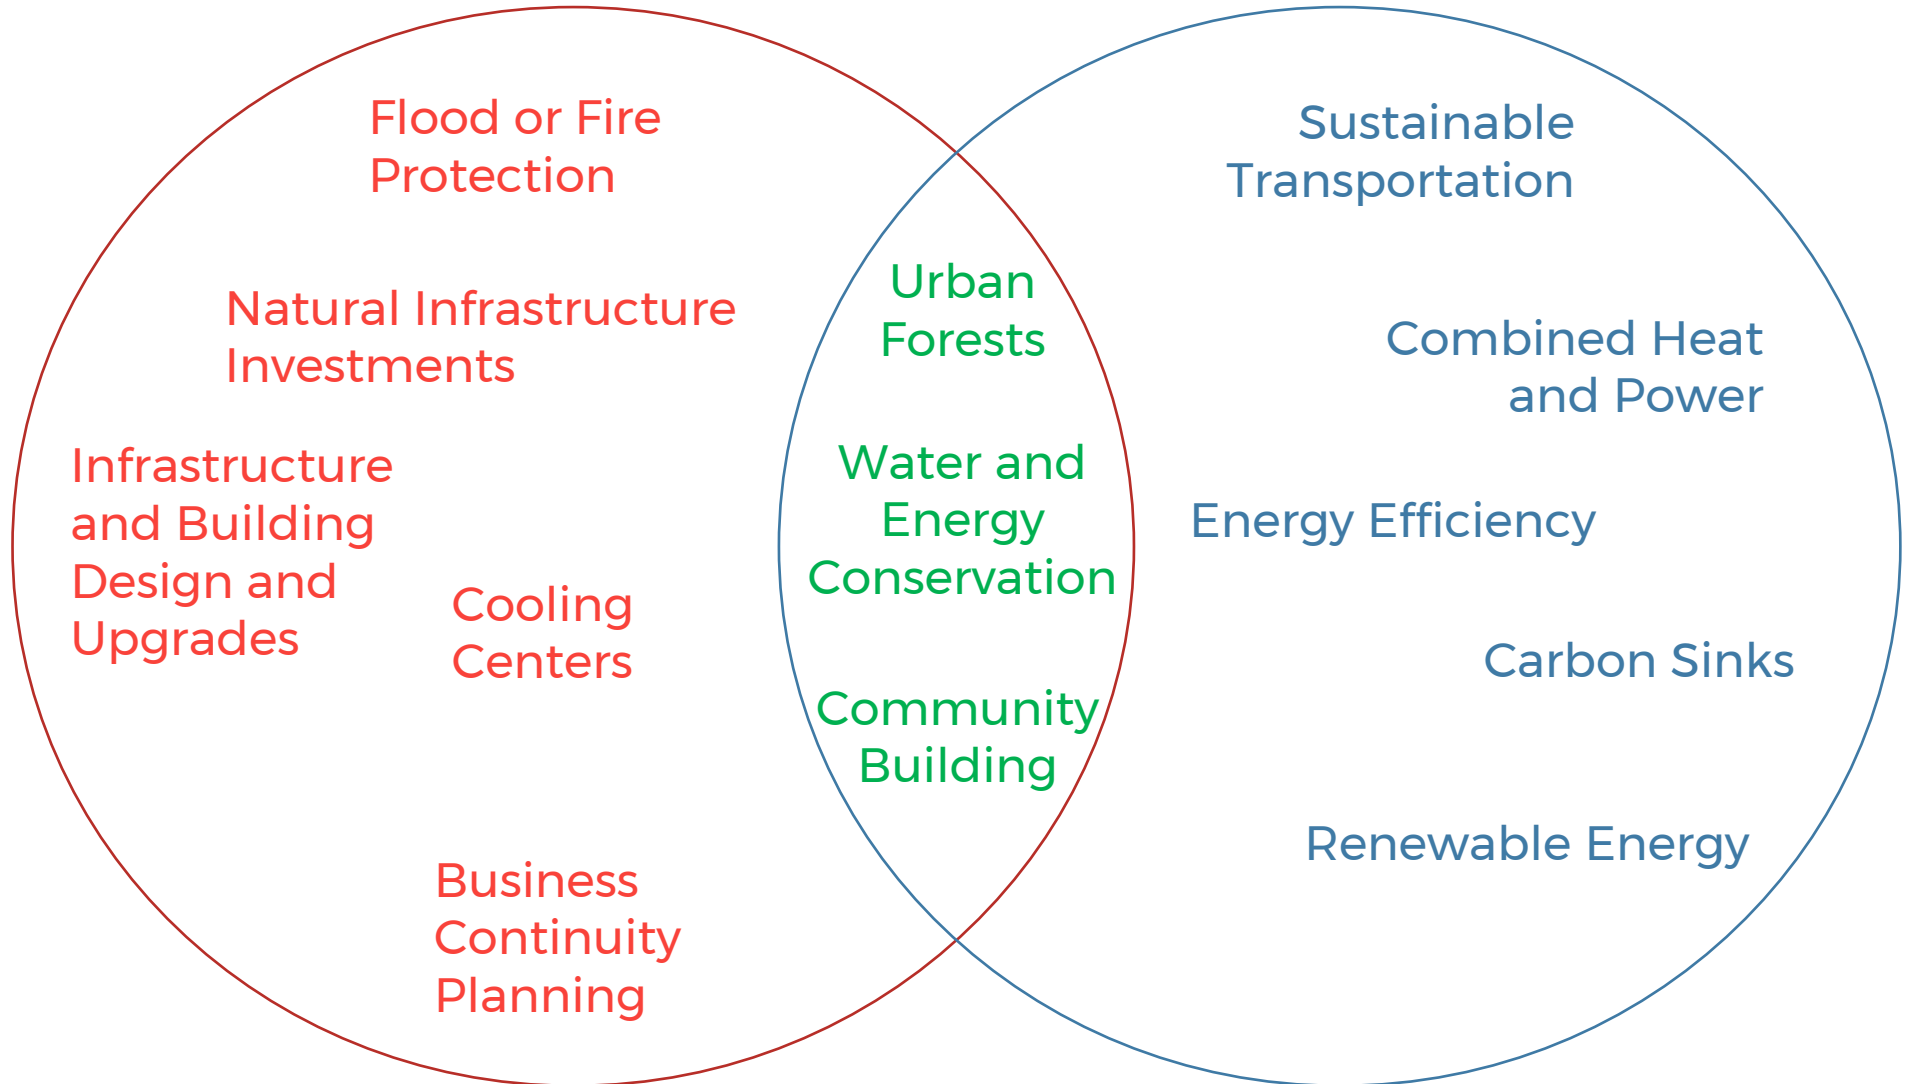 Flood or Fire
Protection
Natural Infrastructure
Investments
Infrastructure
and Building
Design and
Upgrades
Cooling
Centers
Business
Continuity
Planning
Urban
Forests
Water and
Energy
Conservation
Community
Building
Sustainable
Transportation
Combined Heat
and Power
Energy Efficiency
Carbon Sinks
Renewable Energy